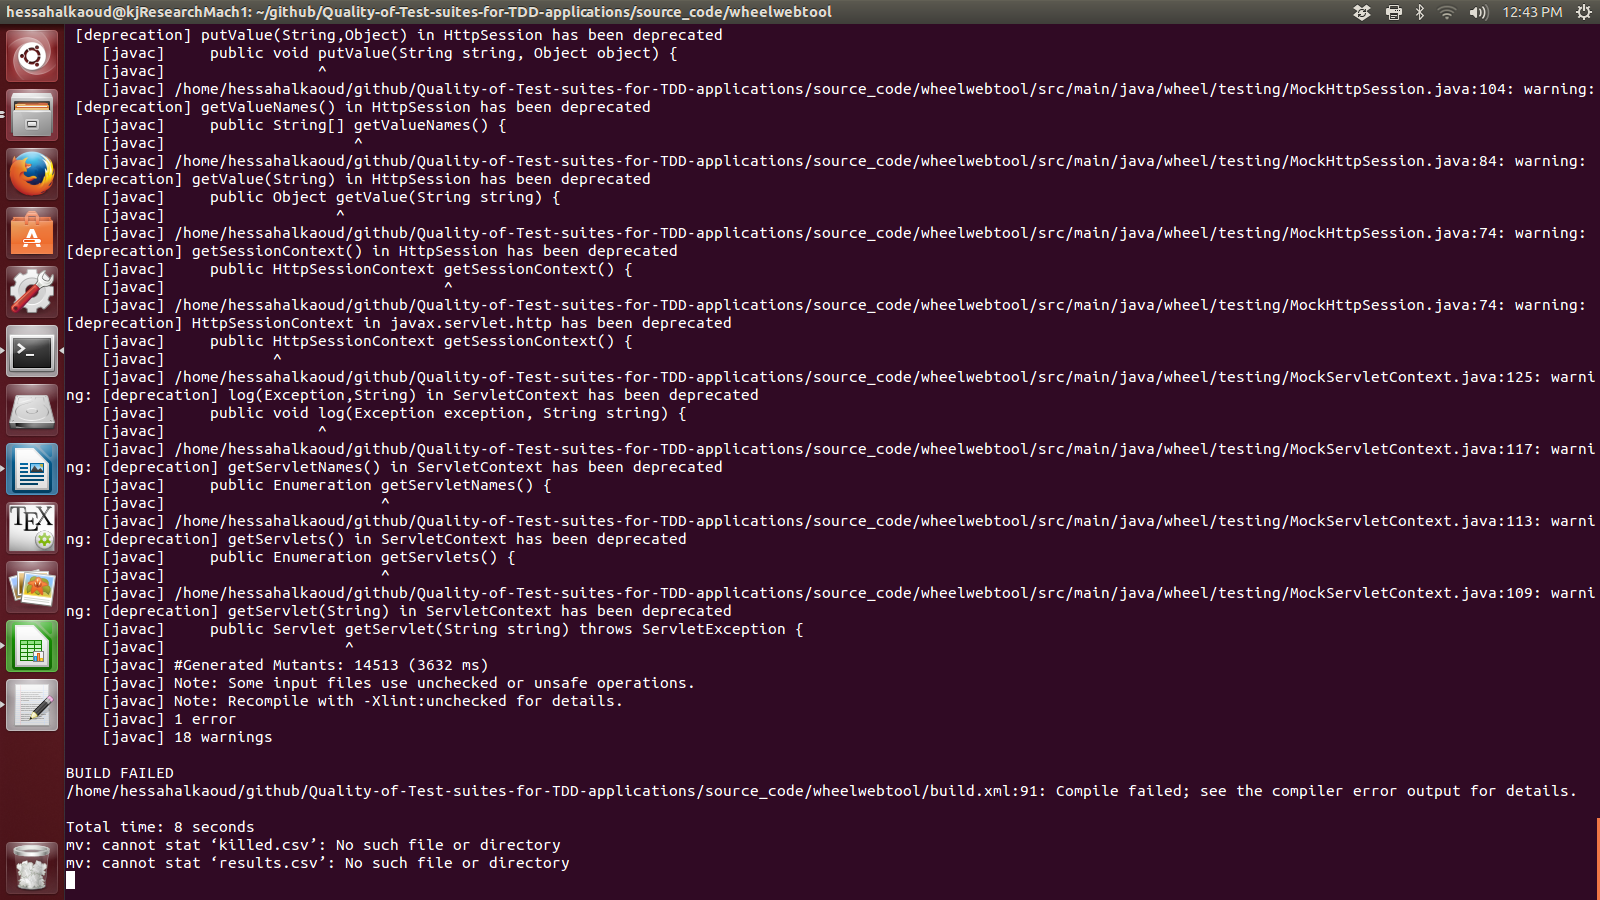 hessahalkaoud@kjResearchMach1: ~/github/Quality-of-Test-suites-for-TDD-applications/source_code/wheelwebtool
12:43 PM
[deprecation] putValue(String,Object) in HttpSession has been deprecated
[javac]     public void putValue(String string, Object object) {
[javac]                 ^
[javac] /home/hessahalkaoud/github/Quality-of-Test-suites-for-TDD-applications/source_code/wheelwebtool/src/main/java/wheel/testing/MockHttpSession.java:104: warning:
[deprecation] getValueNames() in HttpSession has been deprecated
[javac]     public String[] getValueNames() {
[javac]                     ^
[javac] /home/hessahalkaoud/github/Quality-of-Test-suites-for-TDD-applications/source_code/wheelwebtool/src/main/java/wheel/testing/MockHttpSession.java:84: warning:
[deprecation] getValue(String) in HttpSession has been deprecated
[javac]     public Object getValue(String string) {
[javac]                   ^
[javac] /home/hessahalkaoud/github/Quality-of-Test-suites-for-TDD-applications/source_code/wheelwebtool/src/main/java/wheel/testing/MockHttpSession.java:74: warning:
[deprecation] getSessionContext() in HttpSession has been deprecated
[javac]     public HttpSessionContext getSessionContext() {
[javac]                               ^
[javac] /home/hessahalkaoud/github/Quality-of-Test-suites-for-TDD-applications/source_code/wheelwebtool/src/main/java/wheel/testing/MockHttpSession.java:74: warning:
[deprecation] HttpSessionContext in javax.servlet.http has been deprecated
[javac]     public HttpSessionContext getSessionContext() {
[javac]            ^
[javac] /home/hessahalkaoud/github/Quality-of-Test-suites-for-TDD-applications/source_code/wheelwebtool/src/main/java/wheel/testing/MockServletContext.java:125: warni
ng: [deprecation] log(Exception,String) in ServletContext has been deprecated
[javac]     public void log(Exception exception, String string) {
[javac]                 ^
[javac] /home/hessahalkaoud/github/Quality-of-Test-suites-for-TDD-applications/source_code/wheelwebtool/src/main/java/wheel/testing/MockServletContext.java:117: warni
ng: [deprecation] getServletNames() in ServletContext has been deprecated
[javac]     public Enumeration getServletNames() {
[javac]                        ^
[javac] /home/hessahalkaoud/github/Quality-of-Test-suites-for-TDD-applications/source_code/wheelwebtool/src/main/java/wheel/testing/MockServletContext.java:113: warni
ng: [deprecation] getServlets() in ServletContext has been deprecated
[javac]     public Enumeration getServlets() {
[javac]                        ^
[javac] /home/hessahalkaoud/github/Quality-of-Test-suites-for-TDD-applications/source_code/wheelwebtool/src/main/java/wheel/testing/MockServletContext.java:109: warni
ng: [deprecation] getServlet(String) in ServletContext has been deprecated
[javac]     public Servlet getServlet(String string) throws ServletException {
[javac]                    ^
[javac] #Generated Mutants: 14513 (3632 ms)
[javac] Note: Some input files use unchecked or unsafe operations.
[javac] Note: Recompile with -Xlint:unchecked for details.
[javac] 1 error
[javac] 18 warnings
BUILD FAILED
/home/hessahalkaoud/github/Quality-of-Test-suites-for-TDD-applications/source_code/wheelwebtool/build.xml:91: Compile failed; see the compiler error output for details.
Total time: 8 seconds
mv: cannot stat ‘killed.csv’: No such file or directory
mv: cannot stat ‘results.csv’: No such file or directory
TEX